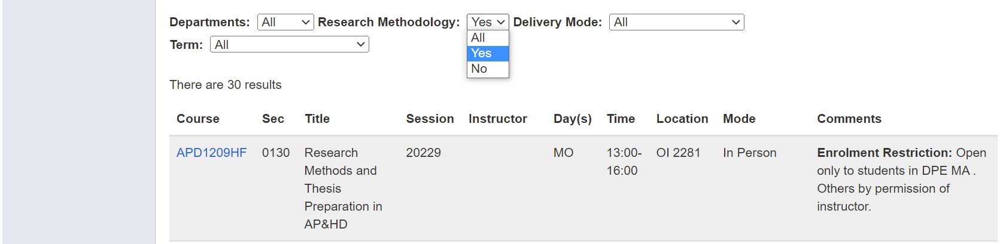 Departments: All Research Methodology: Yes Delivery Mode: All
All
Yes
No
Term: All
There are 30 results
Course Sec Title Session Instructor Day(s) Time Location Mode Comments
APD1209HF 0130 Research 20229 MO 13:00- OI 2281 In Person Enrolment Restriction: Open
Methods and 16:00 only to students in DPE MA .
Thesis Others by permission of
Preparation in instructor.
AP&HD